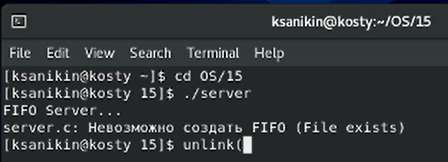 ksanikin@kosty:~/OS/15
File Edit View Search Terminal Help
[ksanikin@kosty ~]$ cd OS/15
[ksanikin@kosty 15]$ ./server
FIFO Server...
server.c: Невозможно создать FIFO (File exists)
[ksanikin@kosty 15]$ unlink(